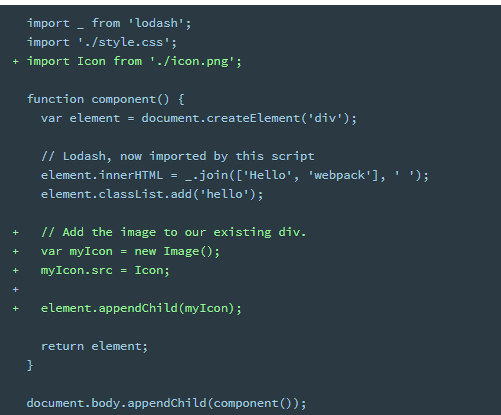 import _ from 'lodash';
import './style.css';
+ import Icon from './icon.png';
function component() {
var element = document.createElement('div');
// Lodash, now imported by this script
element.innerHTML = _.join(['Hello', 'webpack'], ' ');
element.classList.add('hello');
+ // Add the image to our existing div.
+ var myIcon = new Image();
+ myIcon.src = Icon;
+
+ element.appendChild(myIcon);
return element;
}
document.body.appendChild(component());